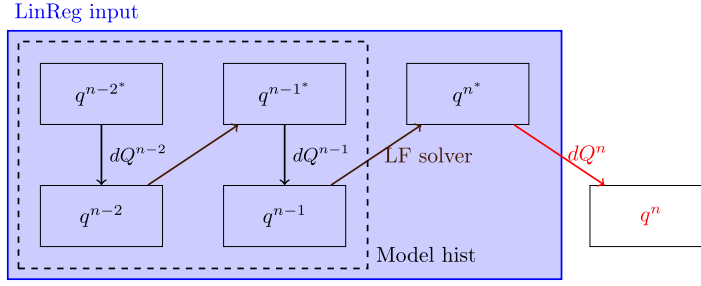 LinReg input
q^{n-2^*}
q^{n-1^*}
q^{n^*}
dQ^{n-2}
dQ^{n-1}
LF solver
dQ^n
q^{n-2}
q^{n-1}
q^n
Model hist